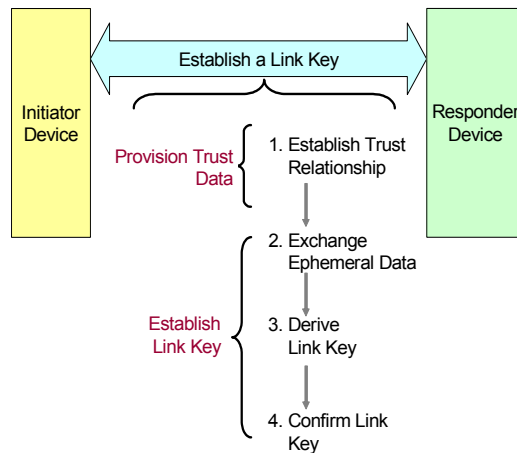 Establish a Link Key
Initiator
Device
Responder
Device
Provision Trust
Data
1. Establish Trust
Relationship
2. Exchange
Ephemeral Data
Establish
Link Key
3. Derive
Link Key
4. Confirm Link
Key